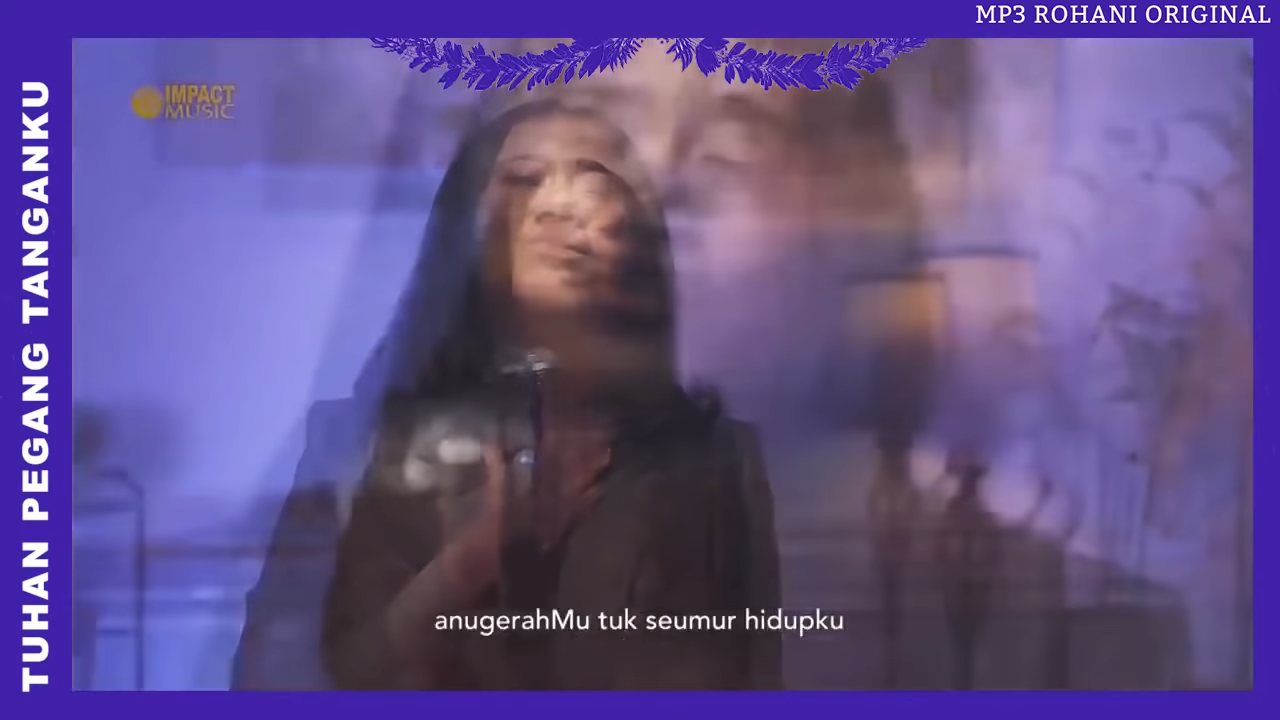 MP3 ROHANI ORIGINAL
IMPACT
MUSIC
TUHAN PEGANG TANGANKU
anugerahMu tuk seumur hidupku